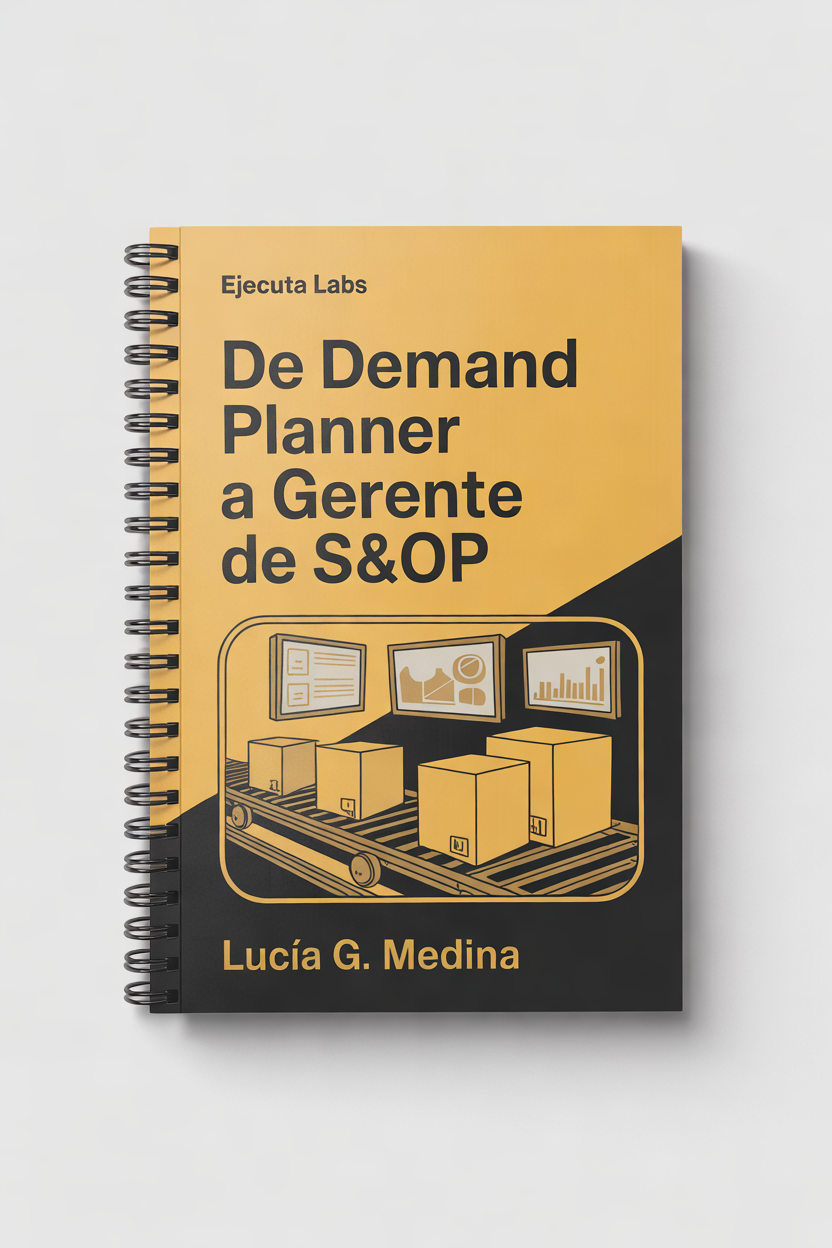 Ejecuta Labs
De Demand
Planner
a Gerente
de S&OP
Lucía G. Medina